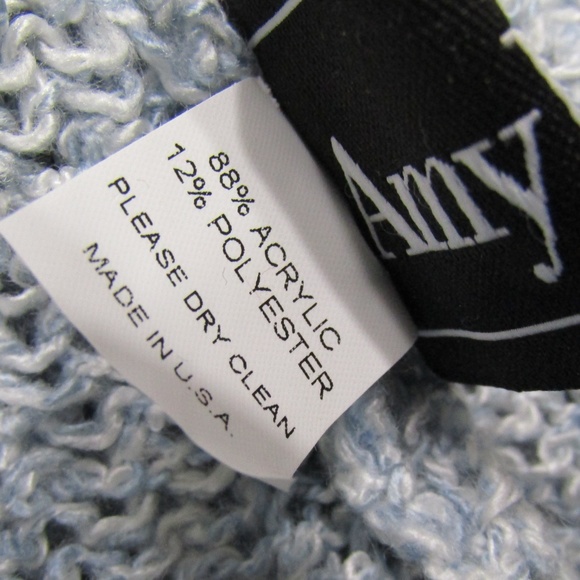 Amy
88% ACRYLIC
12% POLYESTER
PLEASE DRY CLEAN
MADE IN U.S.A.